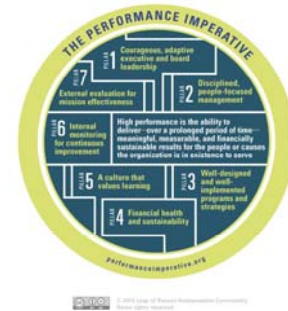 THE PERFORMANCE IMPERATIVE
PILLAR 1
Courageous, adaptive
executive and board
leadership
PILLAR 7
External evaluation for
mission effectiveness
PILLAR 2
Disciplined,
people-focused
management
PILLAR 6
Internal
monitoring
for continuous
improvement
High performance is the ability to
deliver—over a prolonged period of time—
meaningful, measurable, and financially
sustainable results for the people or causes
the organization is in existence to serve
PILLAR 5
A culture that
values learning
PILLAR 3
Well-designed
and well-
implemented
programs and
strategies
PILLAR 4
Financial health
and sustainability
performanceimperative.org